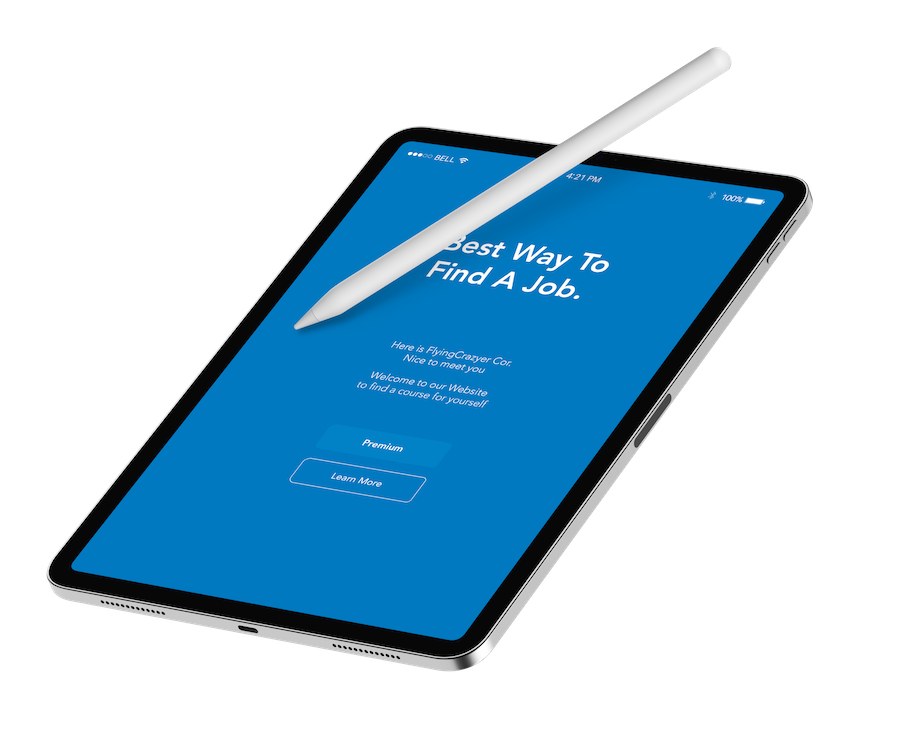 BELL
4:21 PM
100%
Best Way To
Find A Job.
Here is FlyingCrazyer Cor.
Nice to meet you
Welcome to our Website
to find a course for yourself
Premium
Learn More